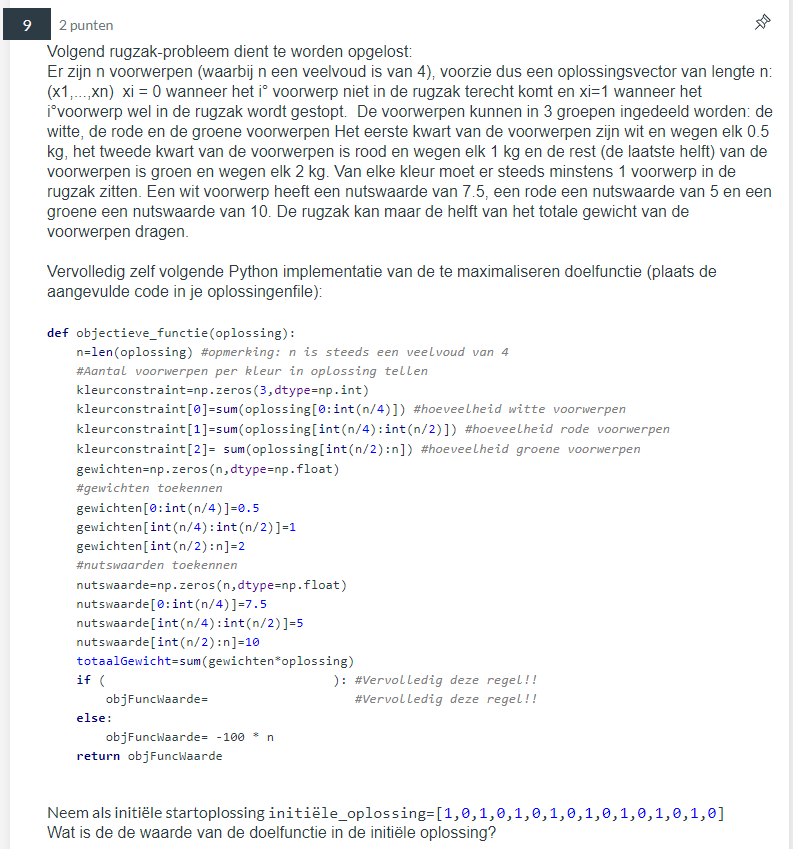 9 2 punten
Volgend rugzak-probleem dient te worden opgelost:
Er zijn n voorwerpen (waarbij n een veelvoud is van 4), voorzie dus een oplossingsvector van lengte n:
(x1,...,xn)  xi = 0 wanneer het i° voorwerp niet in de rugzak terecht komt en xi=1 wanneer het
i°voorwerp wel in de rugzak wordt gestopt.  De voorwerpen kunnen in 3 groepen ingedeeld worden: de
witte, de rode en de groene voorwerpen Het eerste kwart van de voorwerpen zijn wit en wegen elk 0.5
kg, het tweede kwart van de voorwerpen is rood en wegen elk 1 kg en de rest (de laatste helft) van de
voorwerpen is groen en wegen elk 2 kg. Van elke kleur moet er steeds minstens 1 voorwerp in de
rugzak zitten. Een wit voorwerp heeft een nutswaarde van 7.5, een rode een nutswaarde van 5 en een
groene een nutswaarde van 10. De rugzak kan maar de helft van het totale gewicht van de
voorwerpen dragen.
Vervolledig zelf volgende Python implementatie van de te maximaliseren doelfunctie (plaats de
aangevulde code in je oplossingenfile):
def objectieve_functie(oplossing):
    n=len(oplossing) #opmerking: n is steeds een veelvoud van 4
    #Aantal voorwerpen per kleur in oplossing tellen
    kleurconstraint=np.zeros(3,dtype=np.int)
    kleurconstraint[0]=sum(oplossing[0:int(n/4)]) #hoeveelheid witte voorwerpen
    kleurconstraint[1]=sum(oplossing[int(n/4):int(n/2)]) #hoeveelheid rode voorwerpen
    kleurconstraint[2]= sum(oplossing[int(n/2):n]) #hoeveelheid groene voorwerpen
    gewichten=np.zeros(n,dtype=np.float)
    #gewichten toekennen
    gewichten[0:int(n/4)]=0.5
    gewichten[int(n/4):int(n/2)]=1
    gewichten[int(n/2):n]=2
    #nutswaarden toekennen
    nutswaarde=np.zeros(n,dtype=np.float)
    nutswaarde[0:int(n/4)]=7.5
    nutswaarde[int(n/4):int(n/2)]=5
    nutswaarde[int(n/2):n]=10
    totaalGewicht=sum(gewichten*oplossing)
    if (                               ): #Vervolledig deze regel!!
        objFuncWaarde=                    #Vervolledig deze regel!!
    else:
        objFuncWaarde= -100 * n
    return objFuncWaarde
Neem als initiële startoplossing initiële_oplossing=[1,0,1,0,1,0,1,0,1,0,1,0,1,0,1,0]
Wat is de de waarde van de doelfunctie in de initiële oplossing?